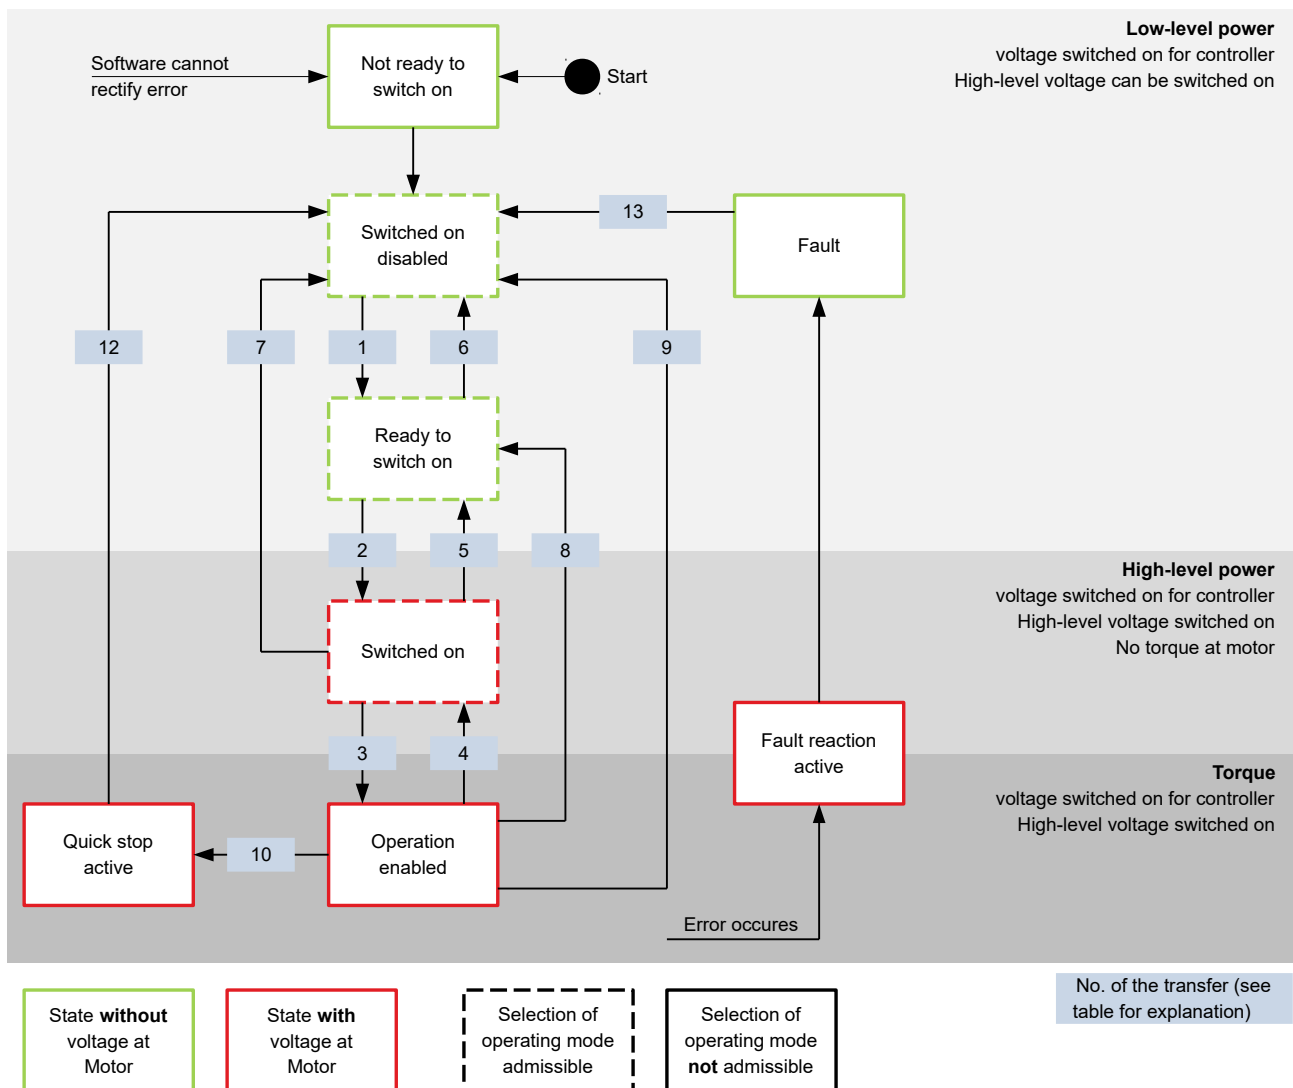 Low-level power
voltage switched on for controller
High-level voltage can be switched on
Software cannot
rectify error
Not ready to
switch on
Start
Switched on
disabled
13
Fault
12
7
1
6
9
Ready to
switch on
2
5
8
High-level power
voltage switched on for controller
High-level voltage switched on
No torque at motor
Switched on
3
4
Fault reaction
active
Torque
voltage switched on for controller
High-level voltage switched on
Quick stop
active
10
Operation
enabled
Error occures
State without
voltage at
Motor
State with
voltage at
Motor
Selection of
operating mode
admissible
Selection of
operating mode
not admissible
No. of the transfer (see
table for explanation)